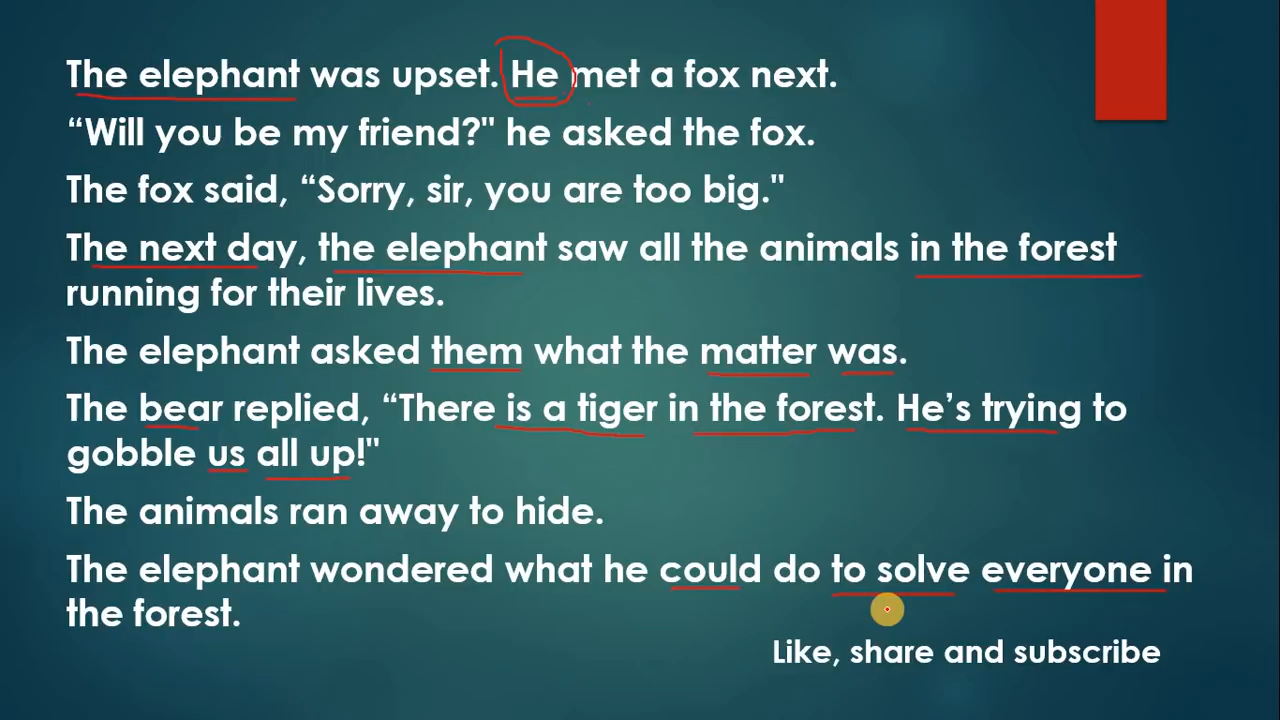 The elephant was upset. He met a fox next.
“Will you be my friend?" he asked the fox.
The fox said, “Sorry, sir, you are too big."
The next day, the elephant saw all the animals in the forest
running for their lives.
The elephant asked them what the matter was.
The bear replied, “There is a tiger in the forest. He’s trying to
gobble us all up!"
The animals ran away to hide.
The elephant wondered what he could do to solve everyone in
the forest.
Like, share and subscribe